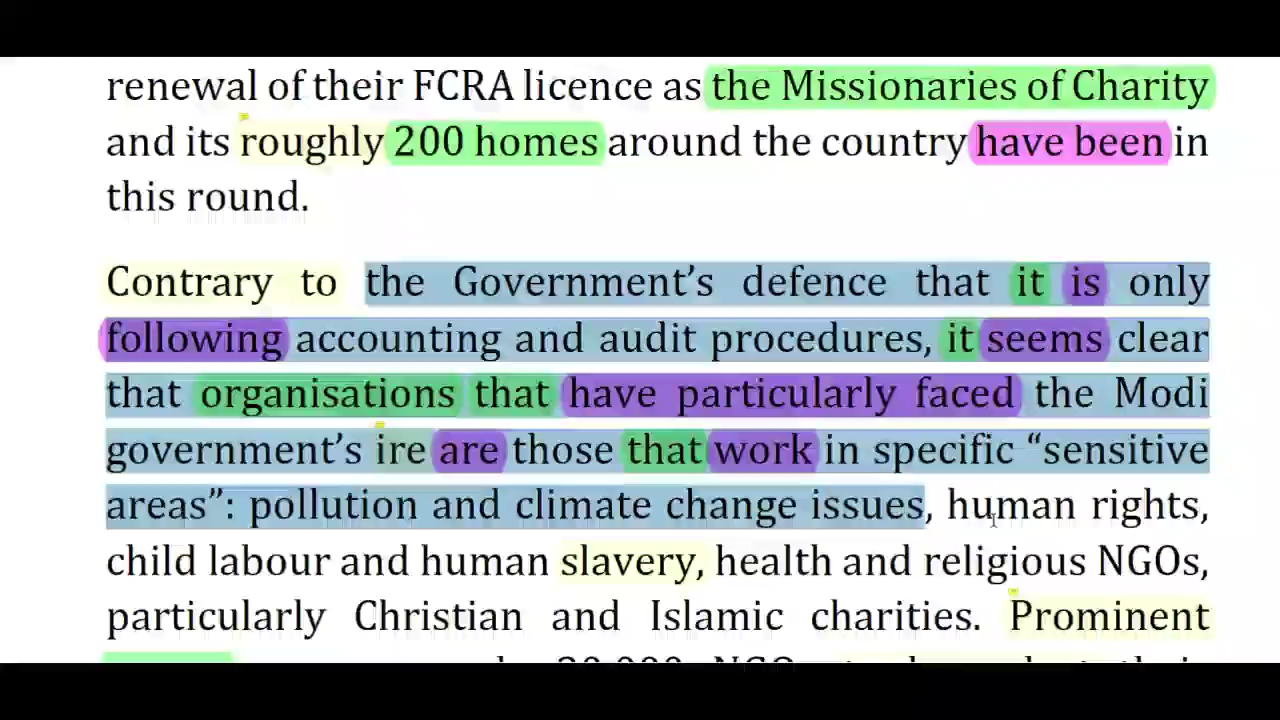 renewal of their FCRA licence as the Missionaries of Charity
and its roughly 200 homes around the country have been in
this round.
Contrary to the Government’s defence that it is only
following accounting and audit procedures, it seems clear
that organisations that have particularly faced the Modi
government’s ire are those that work in specific “sensitive
areas”: pollution and climate change issues, human rights,
child labour and human slavery, health and religious NGOs,
particularly Christian and Islamic charities. Prominent